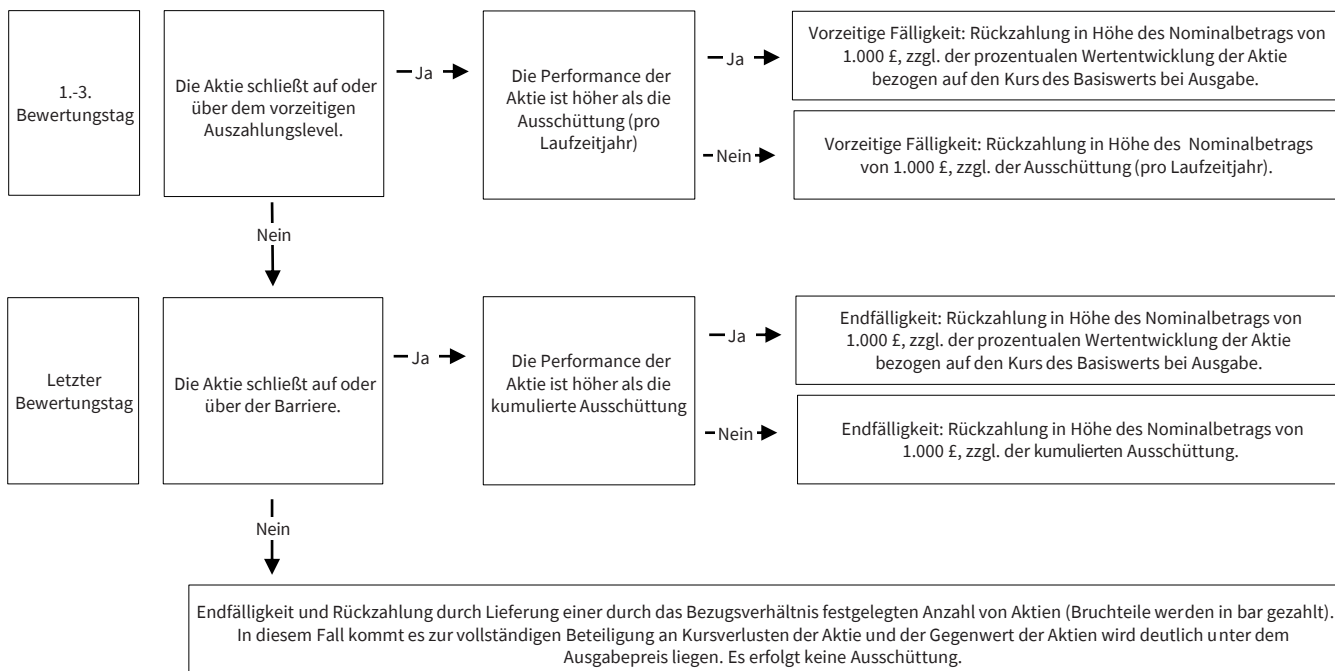 1.-3.
Bewertungstag
Die Aktie schließt auf oder
über dem vorzeitigen
Auszahlungslevel.
Ja
Die Performance der
Aktie ist höher als die
Ausschüttung (pro
Laufzeitjahr)
Ja
Vorzeitige Fälligkeit: Rückzahlung in Höhe des Nominalbetrags von
1.000 £, zzgl. der prozentualen Wertentwicklung der Aktie
bezogen auf den Kurs des Basiswerts bei Ausgabe.
Nein
Vorzeitige Fälligkeit: Rückzahlung in Höhe des Nominalbetrags
von 1.000 £, zzgl. der Ausschüttung (pro Laufzeitjahr).
Nein
Letzter
Bewertungstag
Die Aktie schließt auf oder
über der Barriere.
Ja
Die Performance der
Aktie ist höher als die
kumulierte Ausschüttung
Ja
Endfälligkeit: Rückzahlung in Höhe des Nominalbetrags von
1.000 £, zzgl. der prozentualen Wertentwicklung der Aktie
bezogen auf den Kurs des Basiswerts bei Ausgabe.
Nein
Endfälligkeit: Rückzahlung in Höhe des Nominalbetrags von
1.000 £, zzgl. der kumulierten Ausschüttung.
Nein
Endfälligkeit und Rückzahlung durch Lieferung einer durch das Bezugsverhältnis festgelegten Anzahl von Aktien (Bruchteile werden in bar gezahlt).
In diesem Fall kommt es zur vollständigen Beteiligung an Kursverlusten der Aktie und der Gegenwert der Aktien wird deutlich unter dem
Ausgabepreis liegen. Es erfolgt keine Ausschüttung.